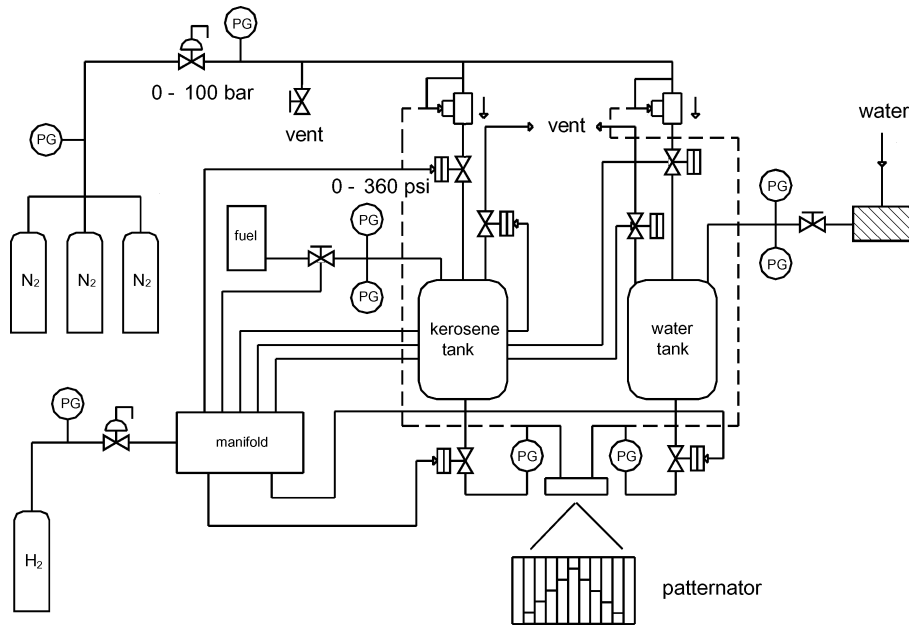 PG
0 - 100 bar
vent
PG
vent
water
0 - 360 psi
PG
PG
fuel
PG
PG
N2
N2
N2
kerosene
tank
water
tank
PG
manifold
PG
PG
H2
patternator